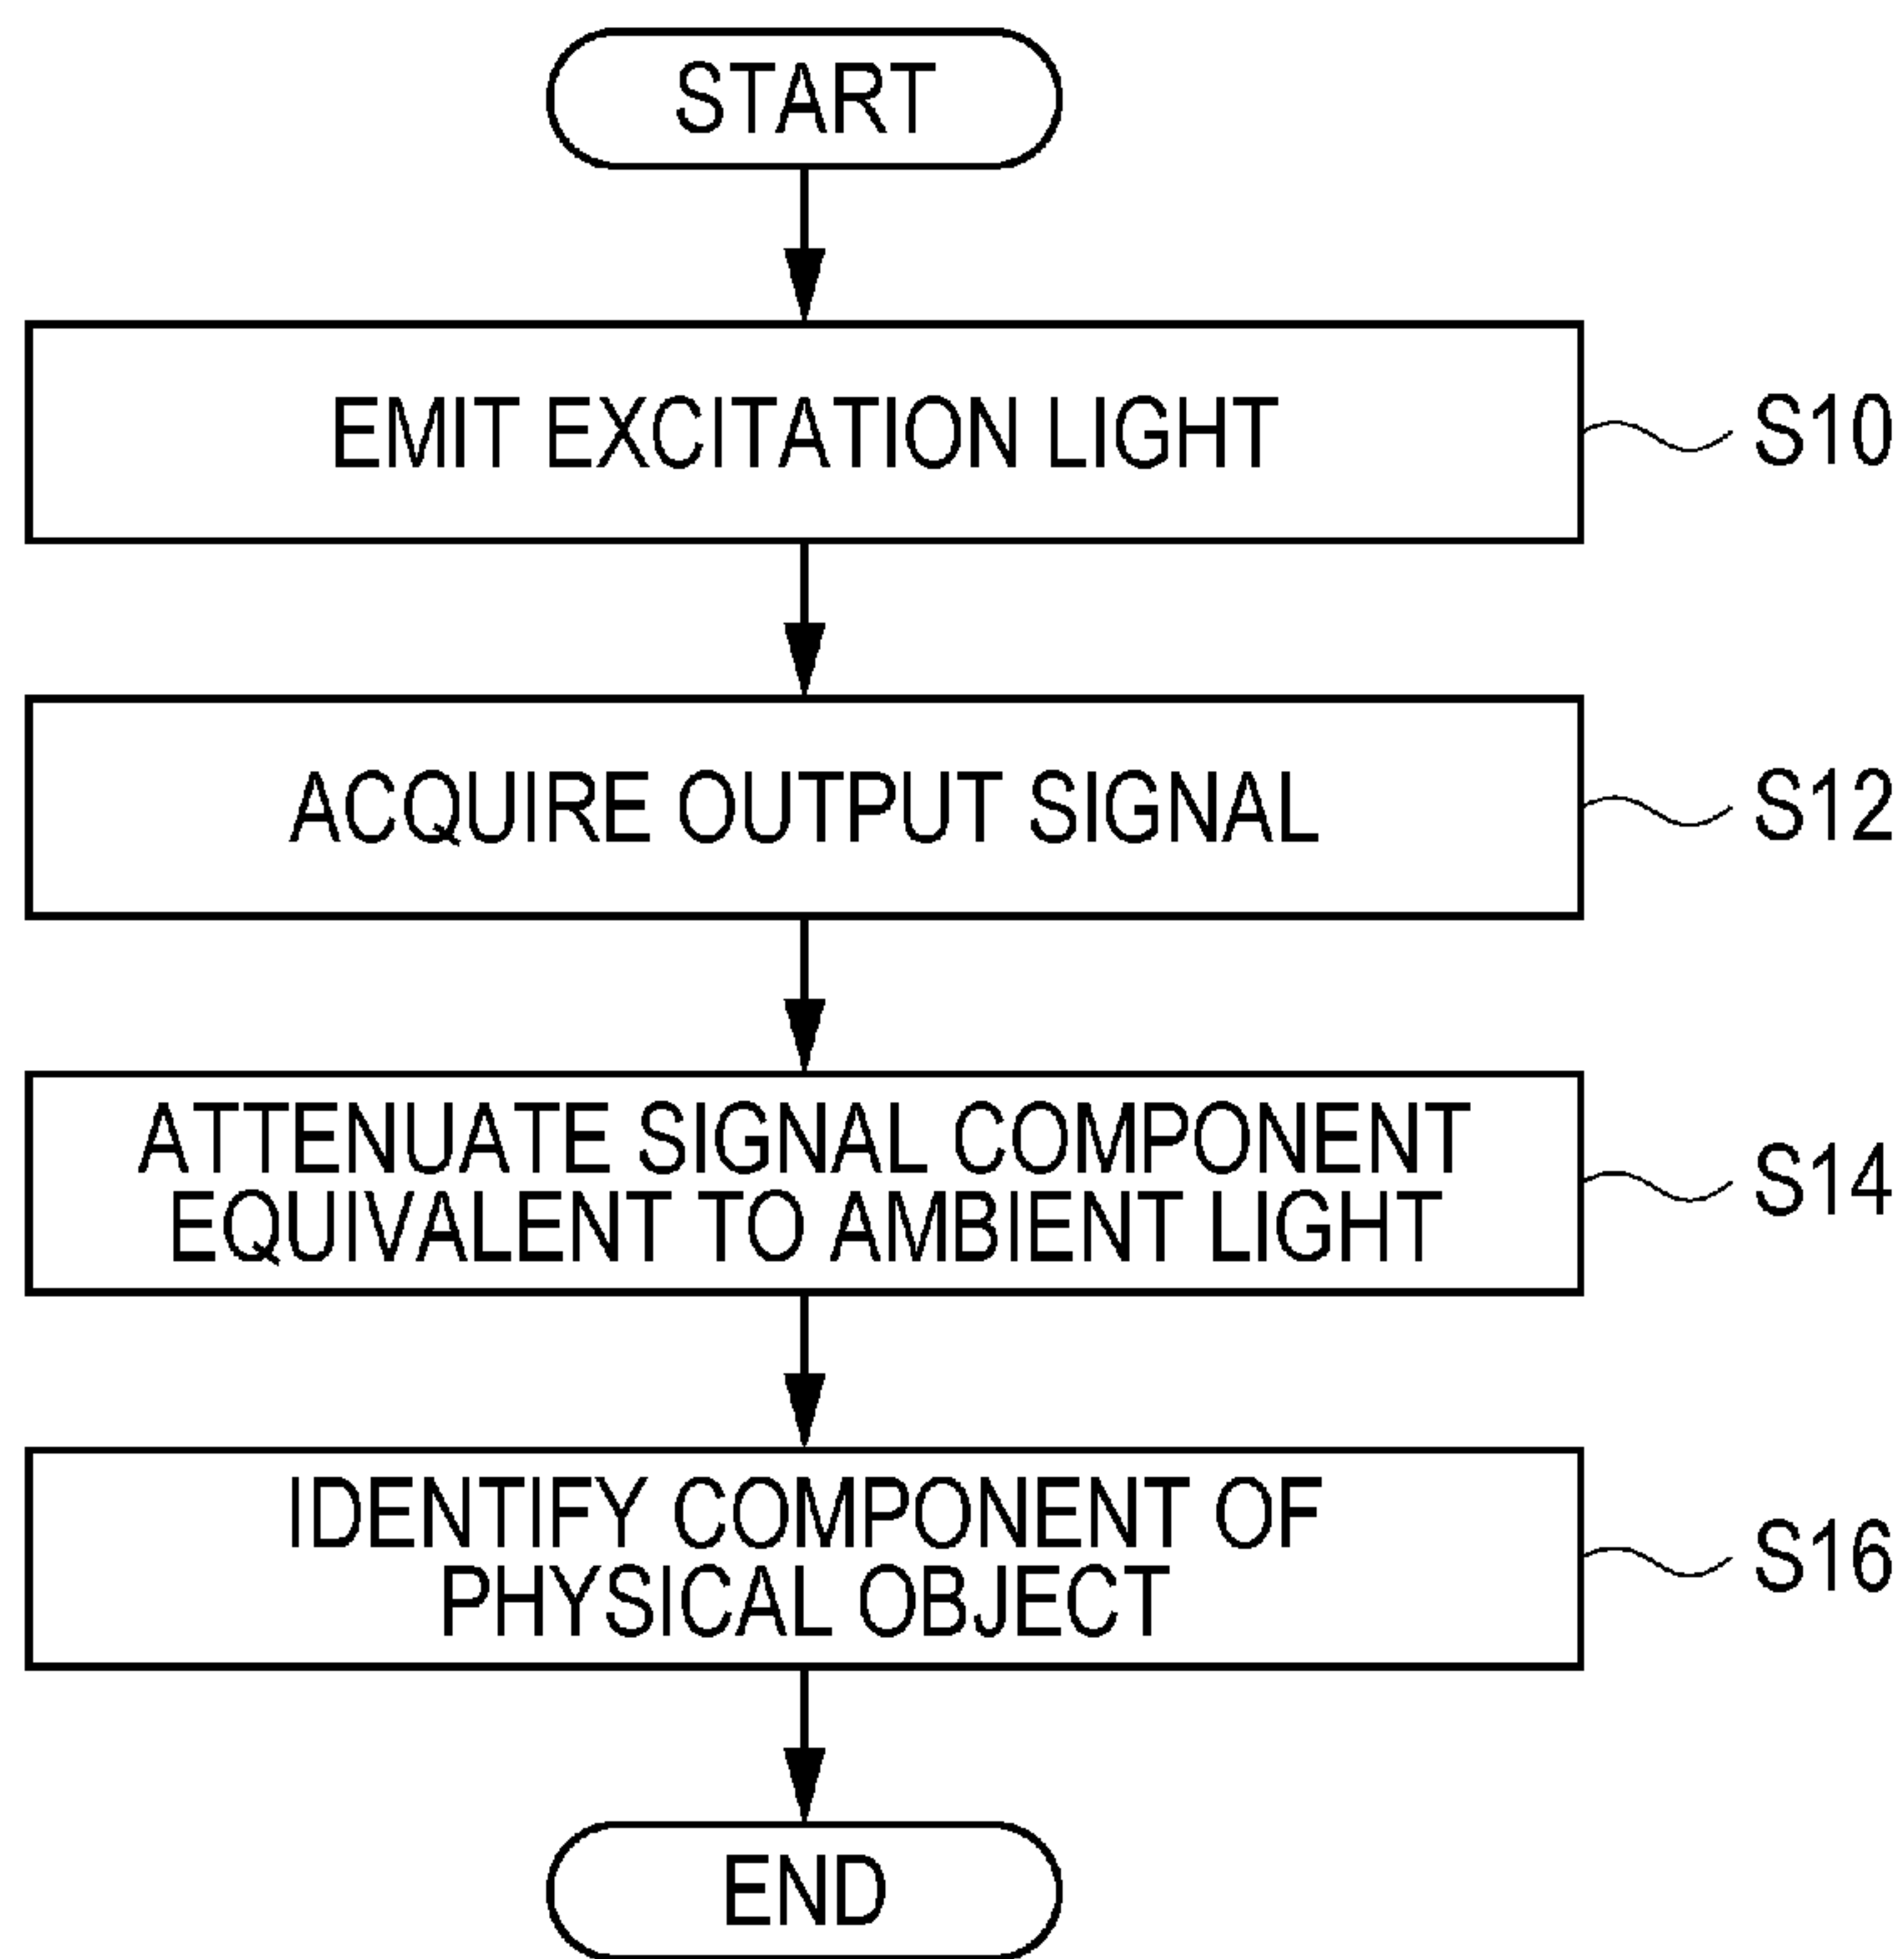 START
EMIT EXCITATION LIGHT
S10
ACQUIRE OUTPUT SIGNAL
S12
ATTENUATE SIGNAL COMPONENT
EQUIVALENT TO AMBIENT LIGHT
S14
IDENTIFY COMPONENT OF
PHYSICAL OBJECT
S16
END